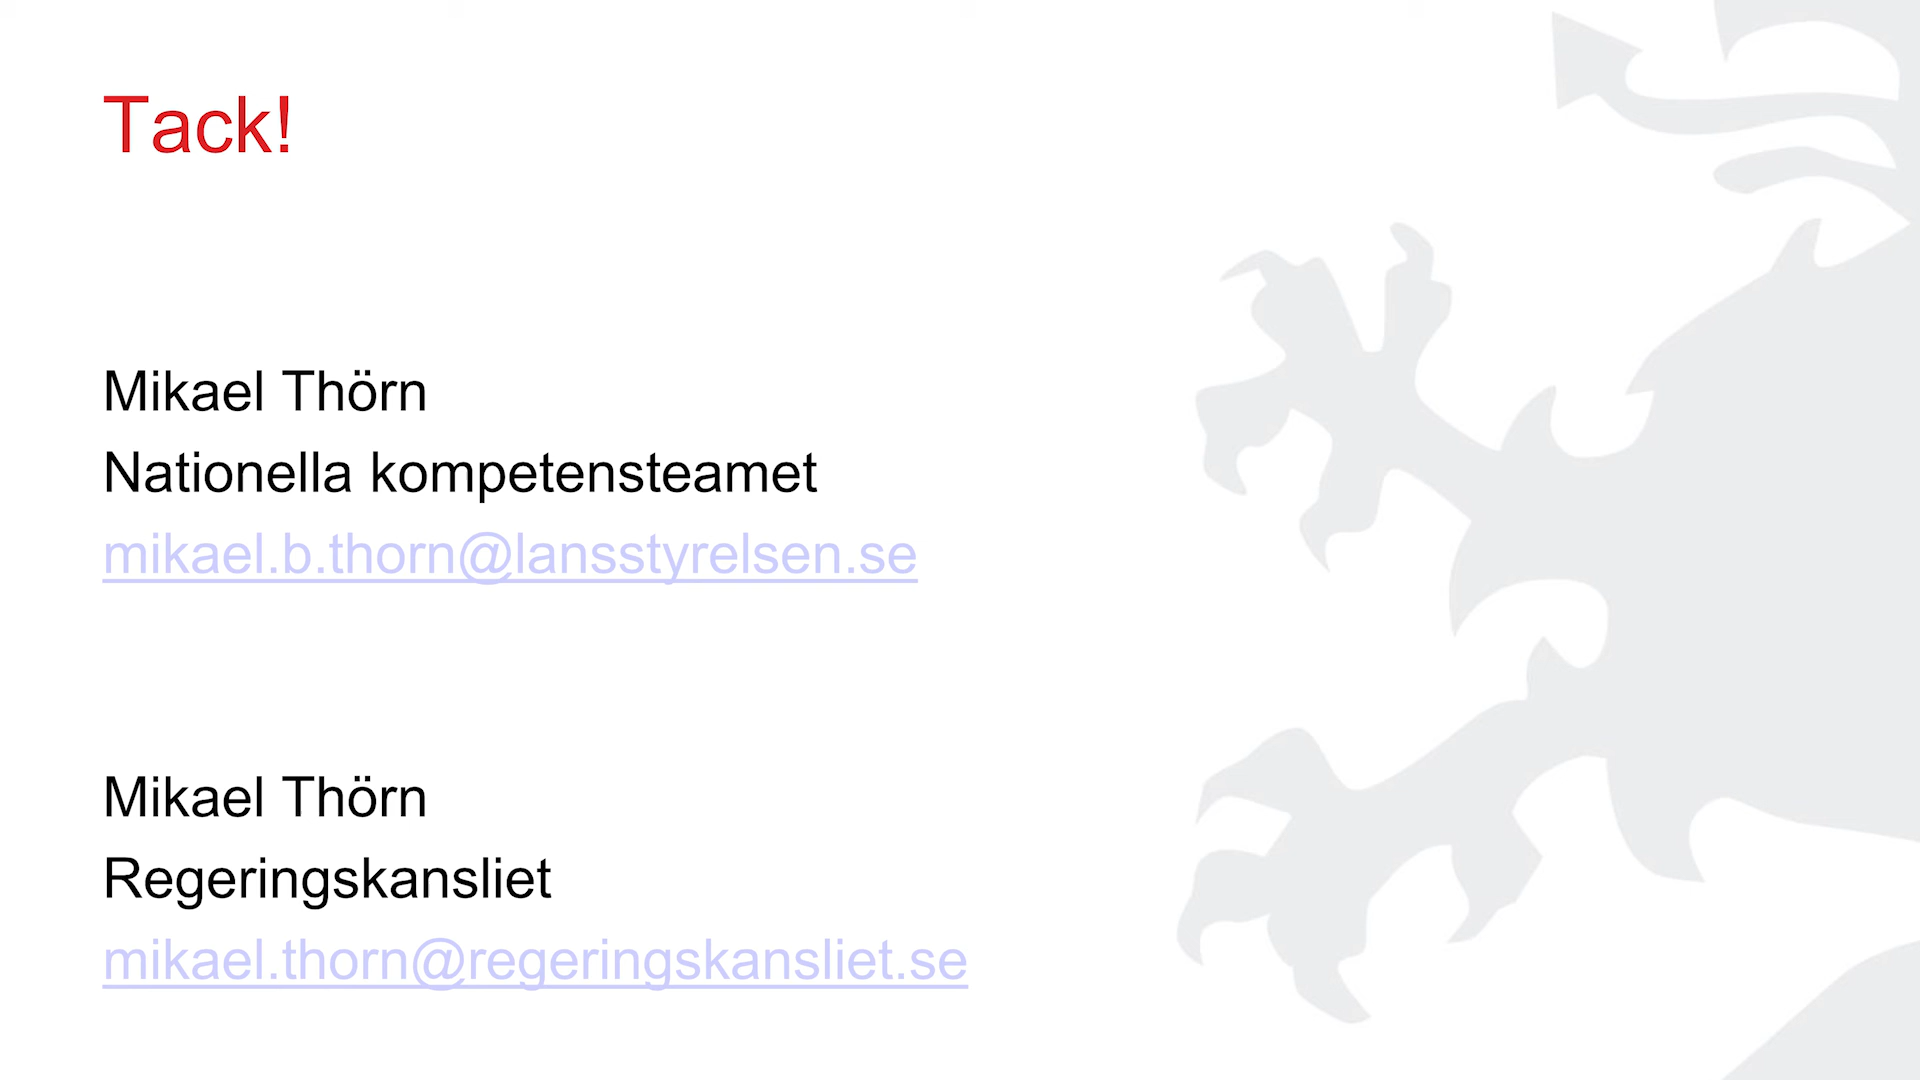 Tack!
Mikael Thörn
Nationella kompetensteamet
mikael.b.thorn@lansstyrelsen.se
Mikael Thörn
Regeringskansliet
mikael.thorn@regeringskansliet.se